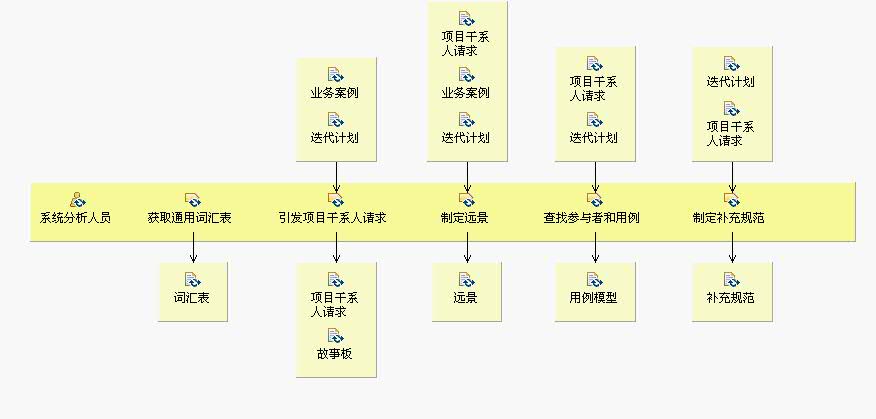 项目干系
人请求
业务案例
迭代计划
业务案例
迭代计划
项目干系
人请求
迭代计划
迭代计划
项目干系
人请求
系统分析人员
获取通用词汇表
引发项目干系人请求
制定远景
查找参与者和用例
制定补充规范
词汇表
项目干系
人请求
故事板
远景
用例模型
补充规范